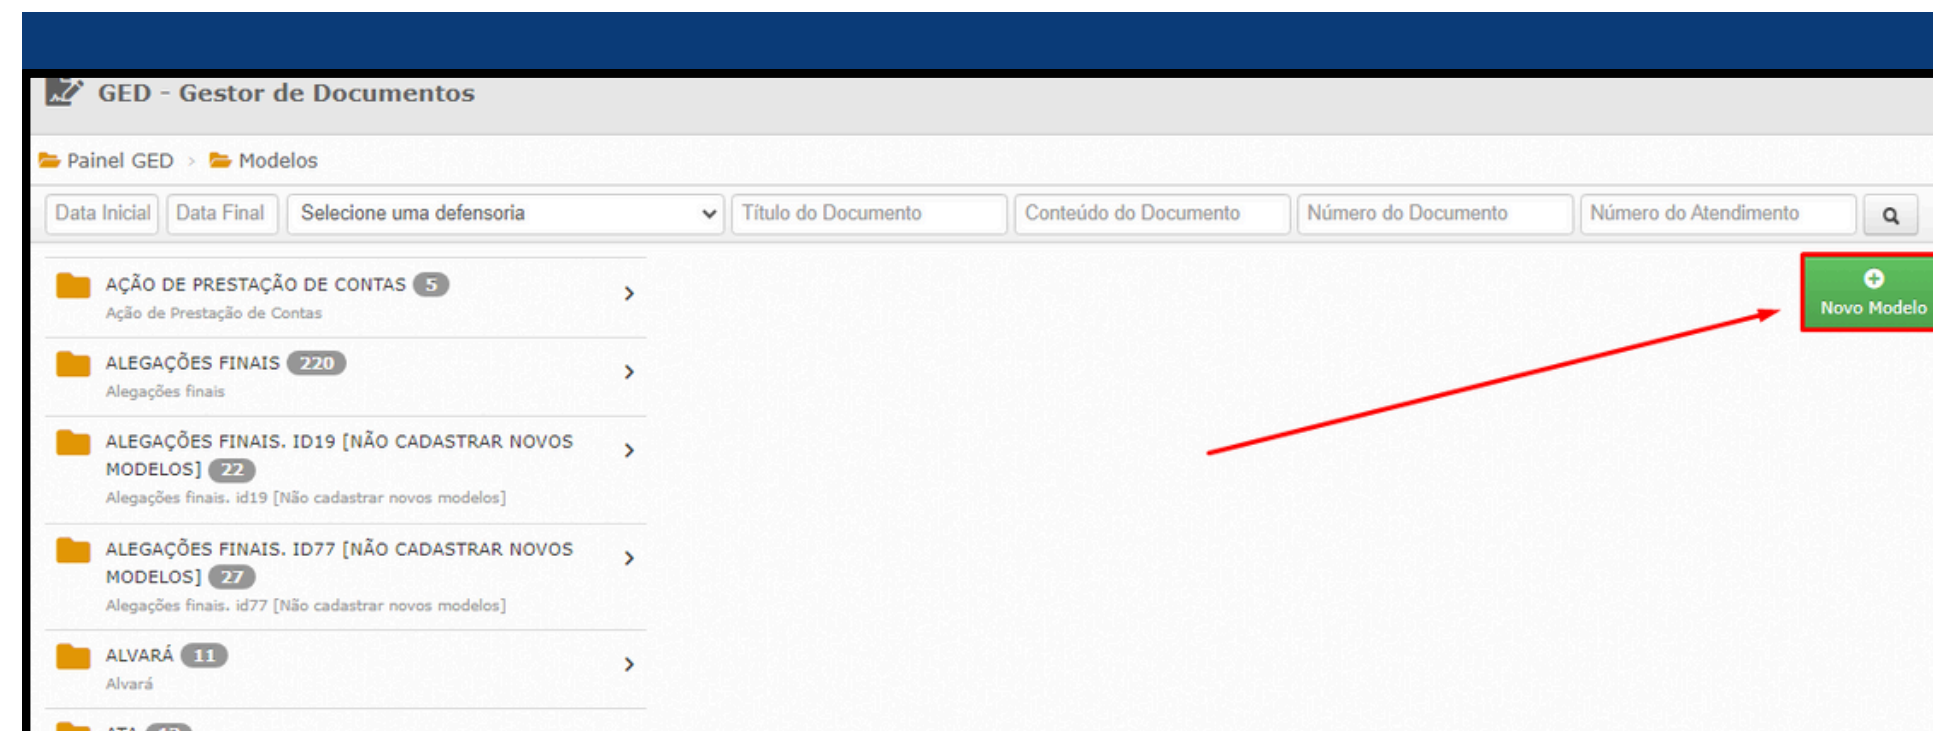 GED - Gestor de Documentos
Painel GED > Modelos
Data Inicial Data Final Selecione uma defensoria Título do Documento Conteúdo do Documento Número do Documento Número do Atendimento
AÇÃO DE PRESTAÇÃO DE CONTAS 5
Ação de Prestação de Contas
Novo Modelo
ALEGAÇÕES FINAIS 220
Alegações finais
ALEGAÇÕES FINAIS. ID19 [NÃO CADASTRAR NOVOS
MODELOS] 22
Alegações finais. id19 [Não cadastrar novos modelos]
ALEGAÇÕES FINAIS. ID77 [NÃO CADASTRAR NOVOS
MODELOS] 27
Alegações finais. id77 [Não cadastrar novos modelos]
ALVARÁ 11
Alvará